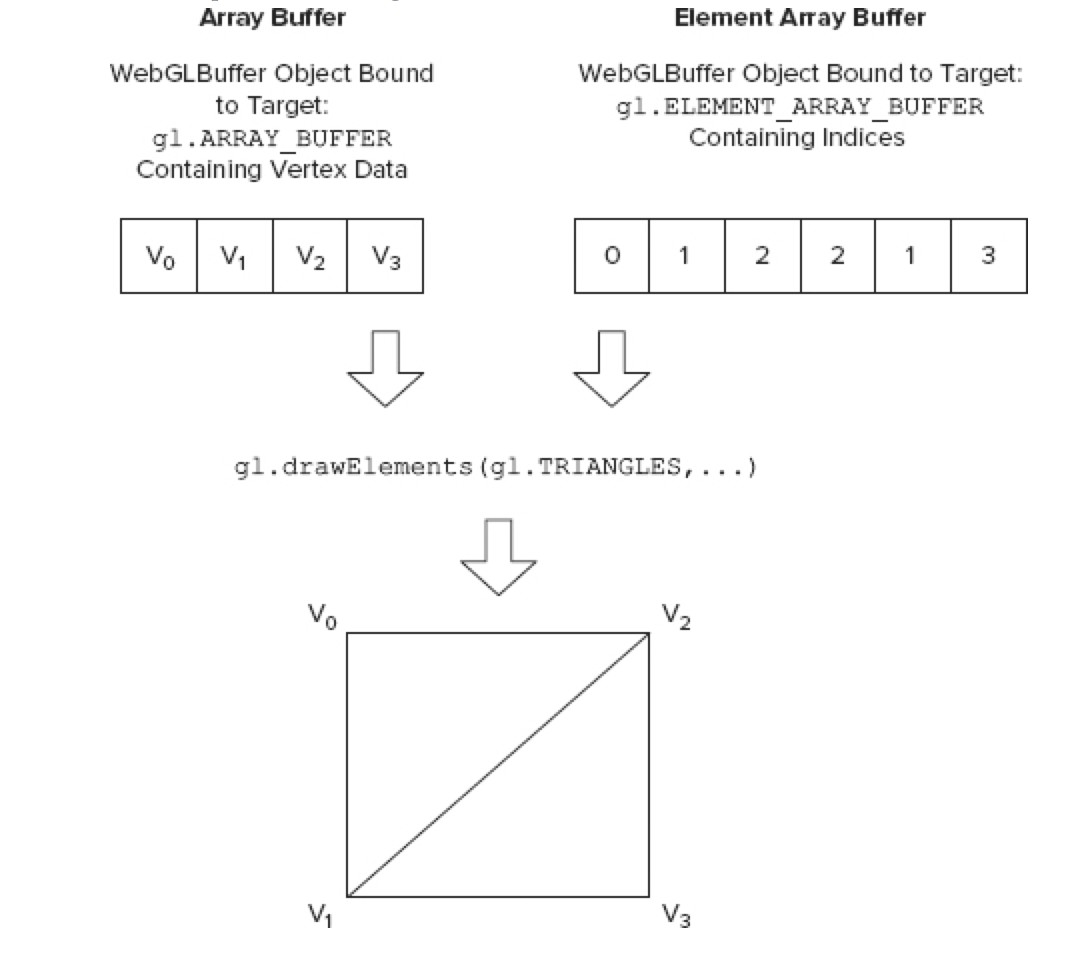 Array Buffer
WebGLBuffer Object Bound
to Target:
gl.ARRAY_BUFFER
Containing Vertex Data
Element Array Buffer
WebGLBuffer Object Bound to Target:
gl.ELEMENT_ARRAY_BUFFER
Containing Indices
V0 V1 V2 V3
0 1 2 2 1 3
gl.drawElements(gl.TRIANGLES,...)
V0 V2
V1 V3